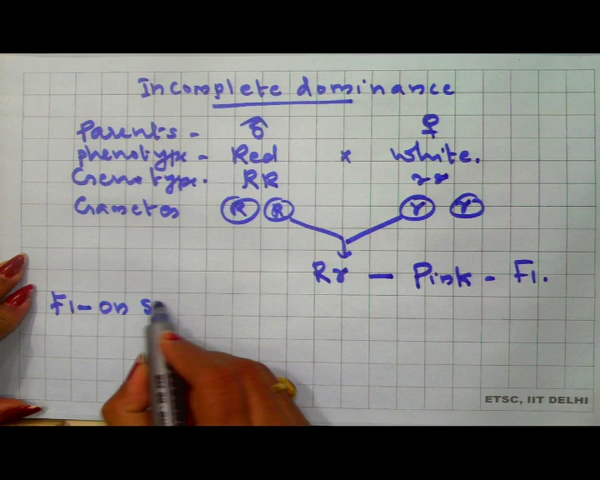 Incomplete dominance
Parents - ♂ ♀
phenotype - Red × White.
Genotype. RR rr
Gametes R R r r
Rr — Pink - F1.
F1 - on s
ETSC, IIT DELHI